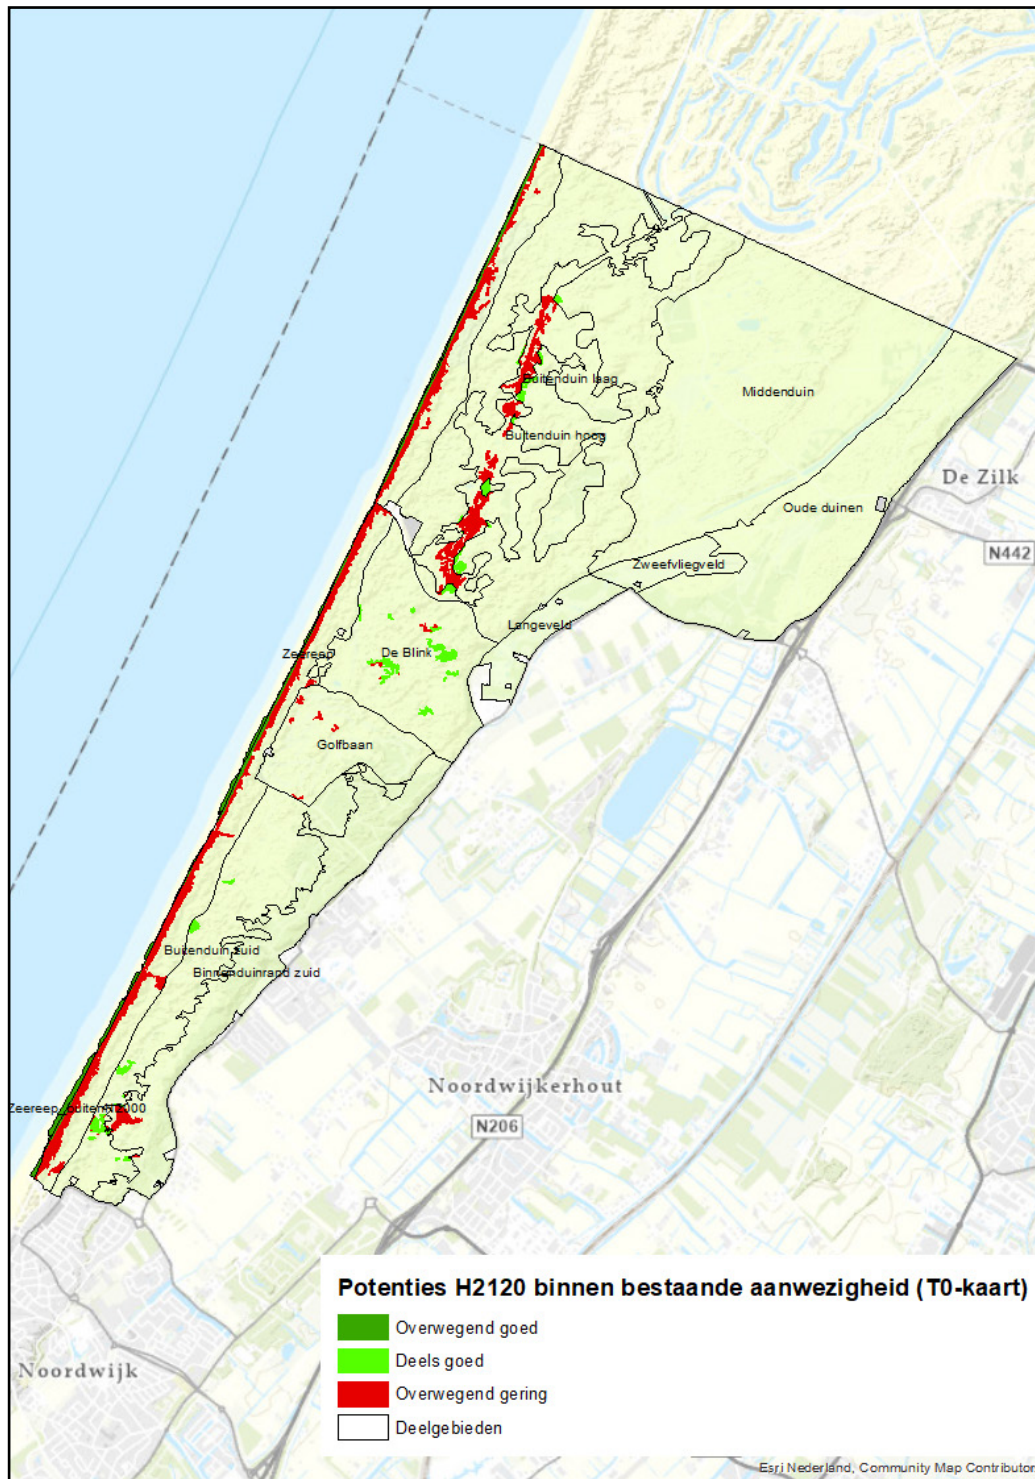 Buitenduin laag
Middenduin
Buitenduin hoog
De Zilk
Oude duinen
N442
Zweefvliegveld
Langeveld
Zeereep
De Blink
Golfbaan
Buitenduin zuid
Binnenduinrand zuid
Noordwijkerhout
Zeereep_buitenN2000
N206
Potenties H2120 binnen bestaande aanwezigheid (T0-kaart)
Overwegend goed
Deels goed
Noordwijk
Overwegend gering
Deelgebieden
Esri Nederland, Community Map Contributor